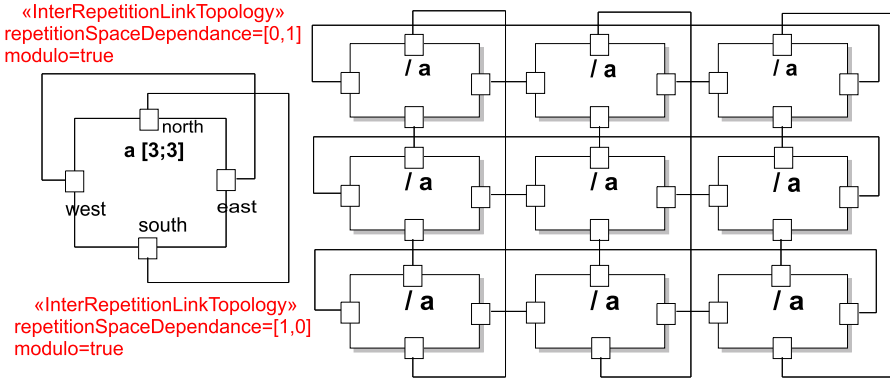 «InterRepetitionLinkTopology»
repetitionSpaceDependance=[0,1]
modulo=true
north
a [3;3]
west
east
south
«InterRepetitionLinkTopology»
repetitionSpaceDependance=[1,0]
modulo=true
/ a
/ a
/ a
/ a
/ a
/ a
/ a
/ a
/ a